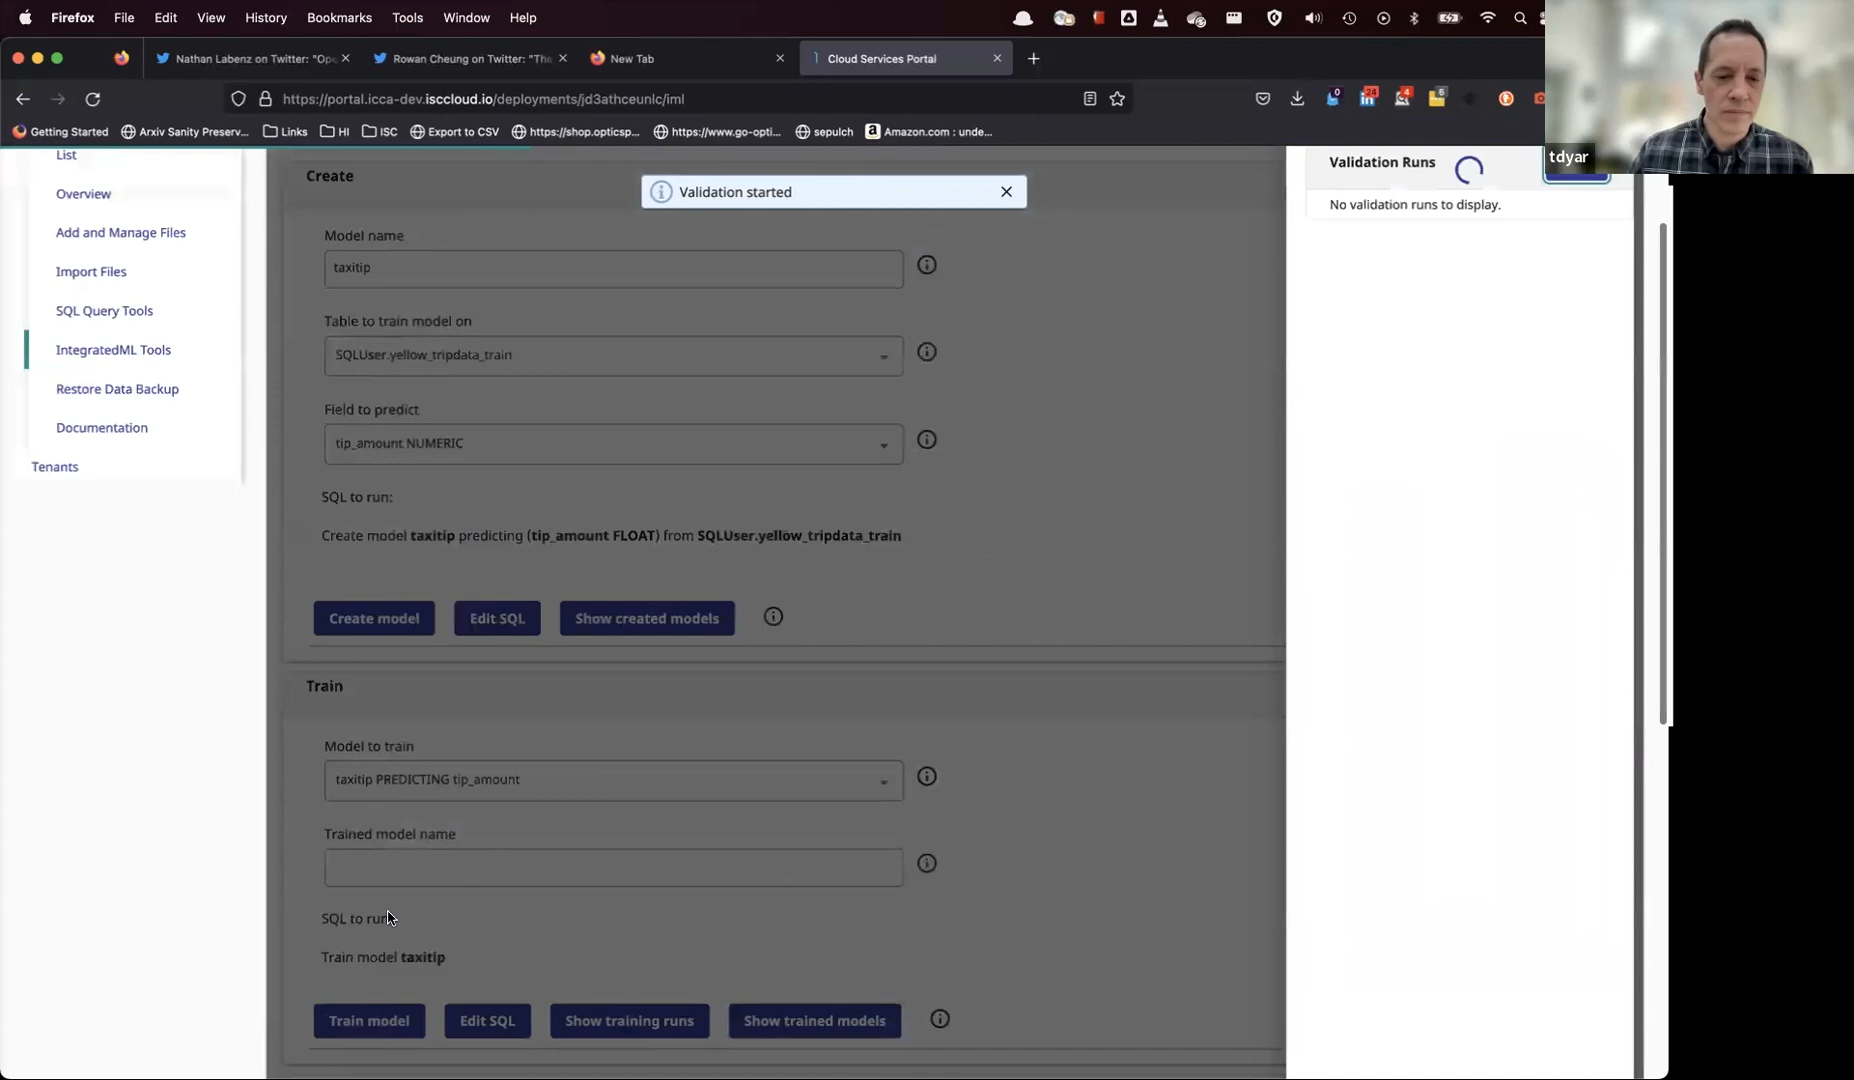 Firefox File Edit View History Bookmarks Tools Window Help
Nathan Labenz on Twitter: "Ope Rowan Cheung on Twitter: "The New Tab Cloud Services Portal
https://portal.icca-dev.isccloud.io/deployments/jd3athceunlc/iml
0 24 4 6
Getting Started Arxiv Sanity Preserv... Links HI ISC Export to CSV https://shop.opticsp... https://www.go-opti... sepulch Amazon.com : unde...
tdyar
List
Overview
Add and Manage Files
Import Files
SQL Query Tools
IntegratedML Tools
Restore Data Backup
Documentation
Tenants
Create
Validation started
Model name
taxitip
Table to train model on
SQLUser.yellow_tripdata_train
Field to predict
tip_amount NUMERIC
SQL to run:
Create model taxitip predicting (tip_amount FLOAT) from SQLUser.yellow_tripdata_train
Create model Edit SQL Show created models
Train
Model to train
taxitip PREDICTING tip_amount
Trained model name
SQL to run
Train model taxitip
Train model Edit SQL Show training runs Show trained models
Validation Runs
No validation runs to display.